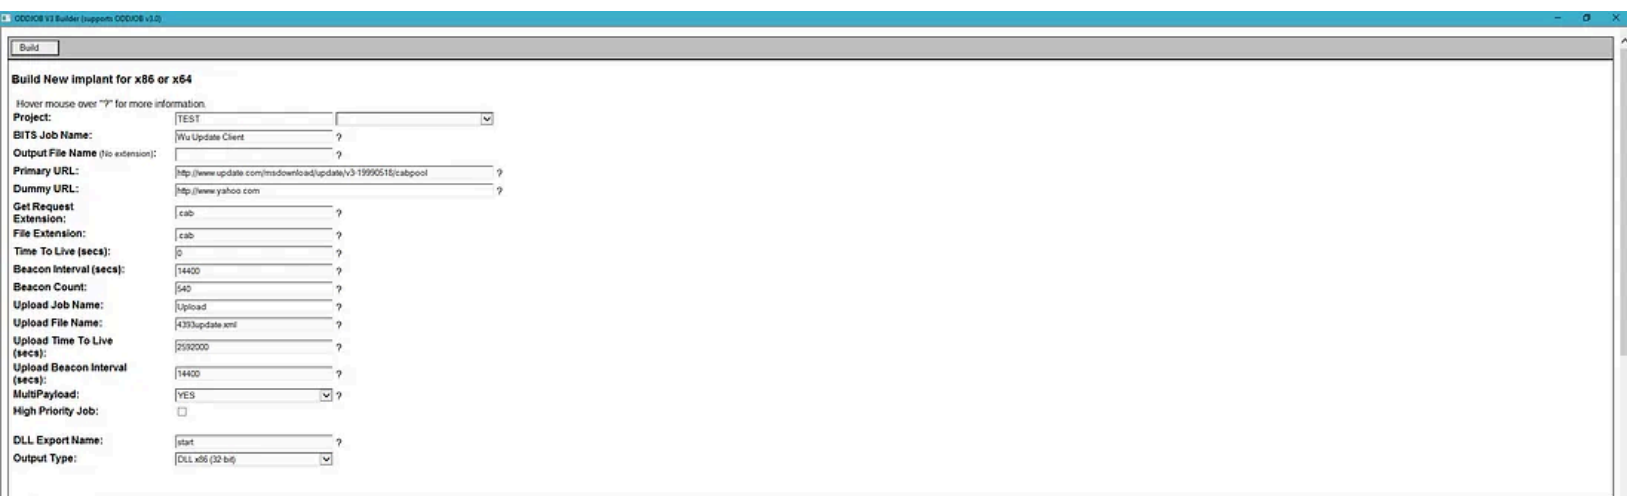 ODDJOB V3 Builder (supports ODDJOB v3.0)
Build
Build New implant for x86 or x64
Hover mouse over "?" for more information.
Project: TEST
BITS Job Name: Wu Update Client ?
Output File Name (No extension): ?
Primary URL: http://www.update.com/msdownload/update/v3-19990518/cabpool ?
Dummy URL: http://www.yahoo.com ?
Get Request
Extension: .cab ?
File Extension: .cab ?
Time To Live (secs): 0 ?
Beacon Interval (secs): 14400 ?
Beacon Count: 540 ?
Upload Job Name: Upload ?
Upload File Name: 4393update.xml ?
Upload Time To Live
(secs): 2592000 ?
Upload Beacon Interval
(secs): 14400 ?
MultiPayload: YES ?
High Priority Job:
DLL Export Name: start ?
Output Type: DLL x86 (32-bit)